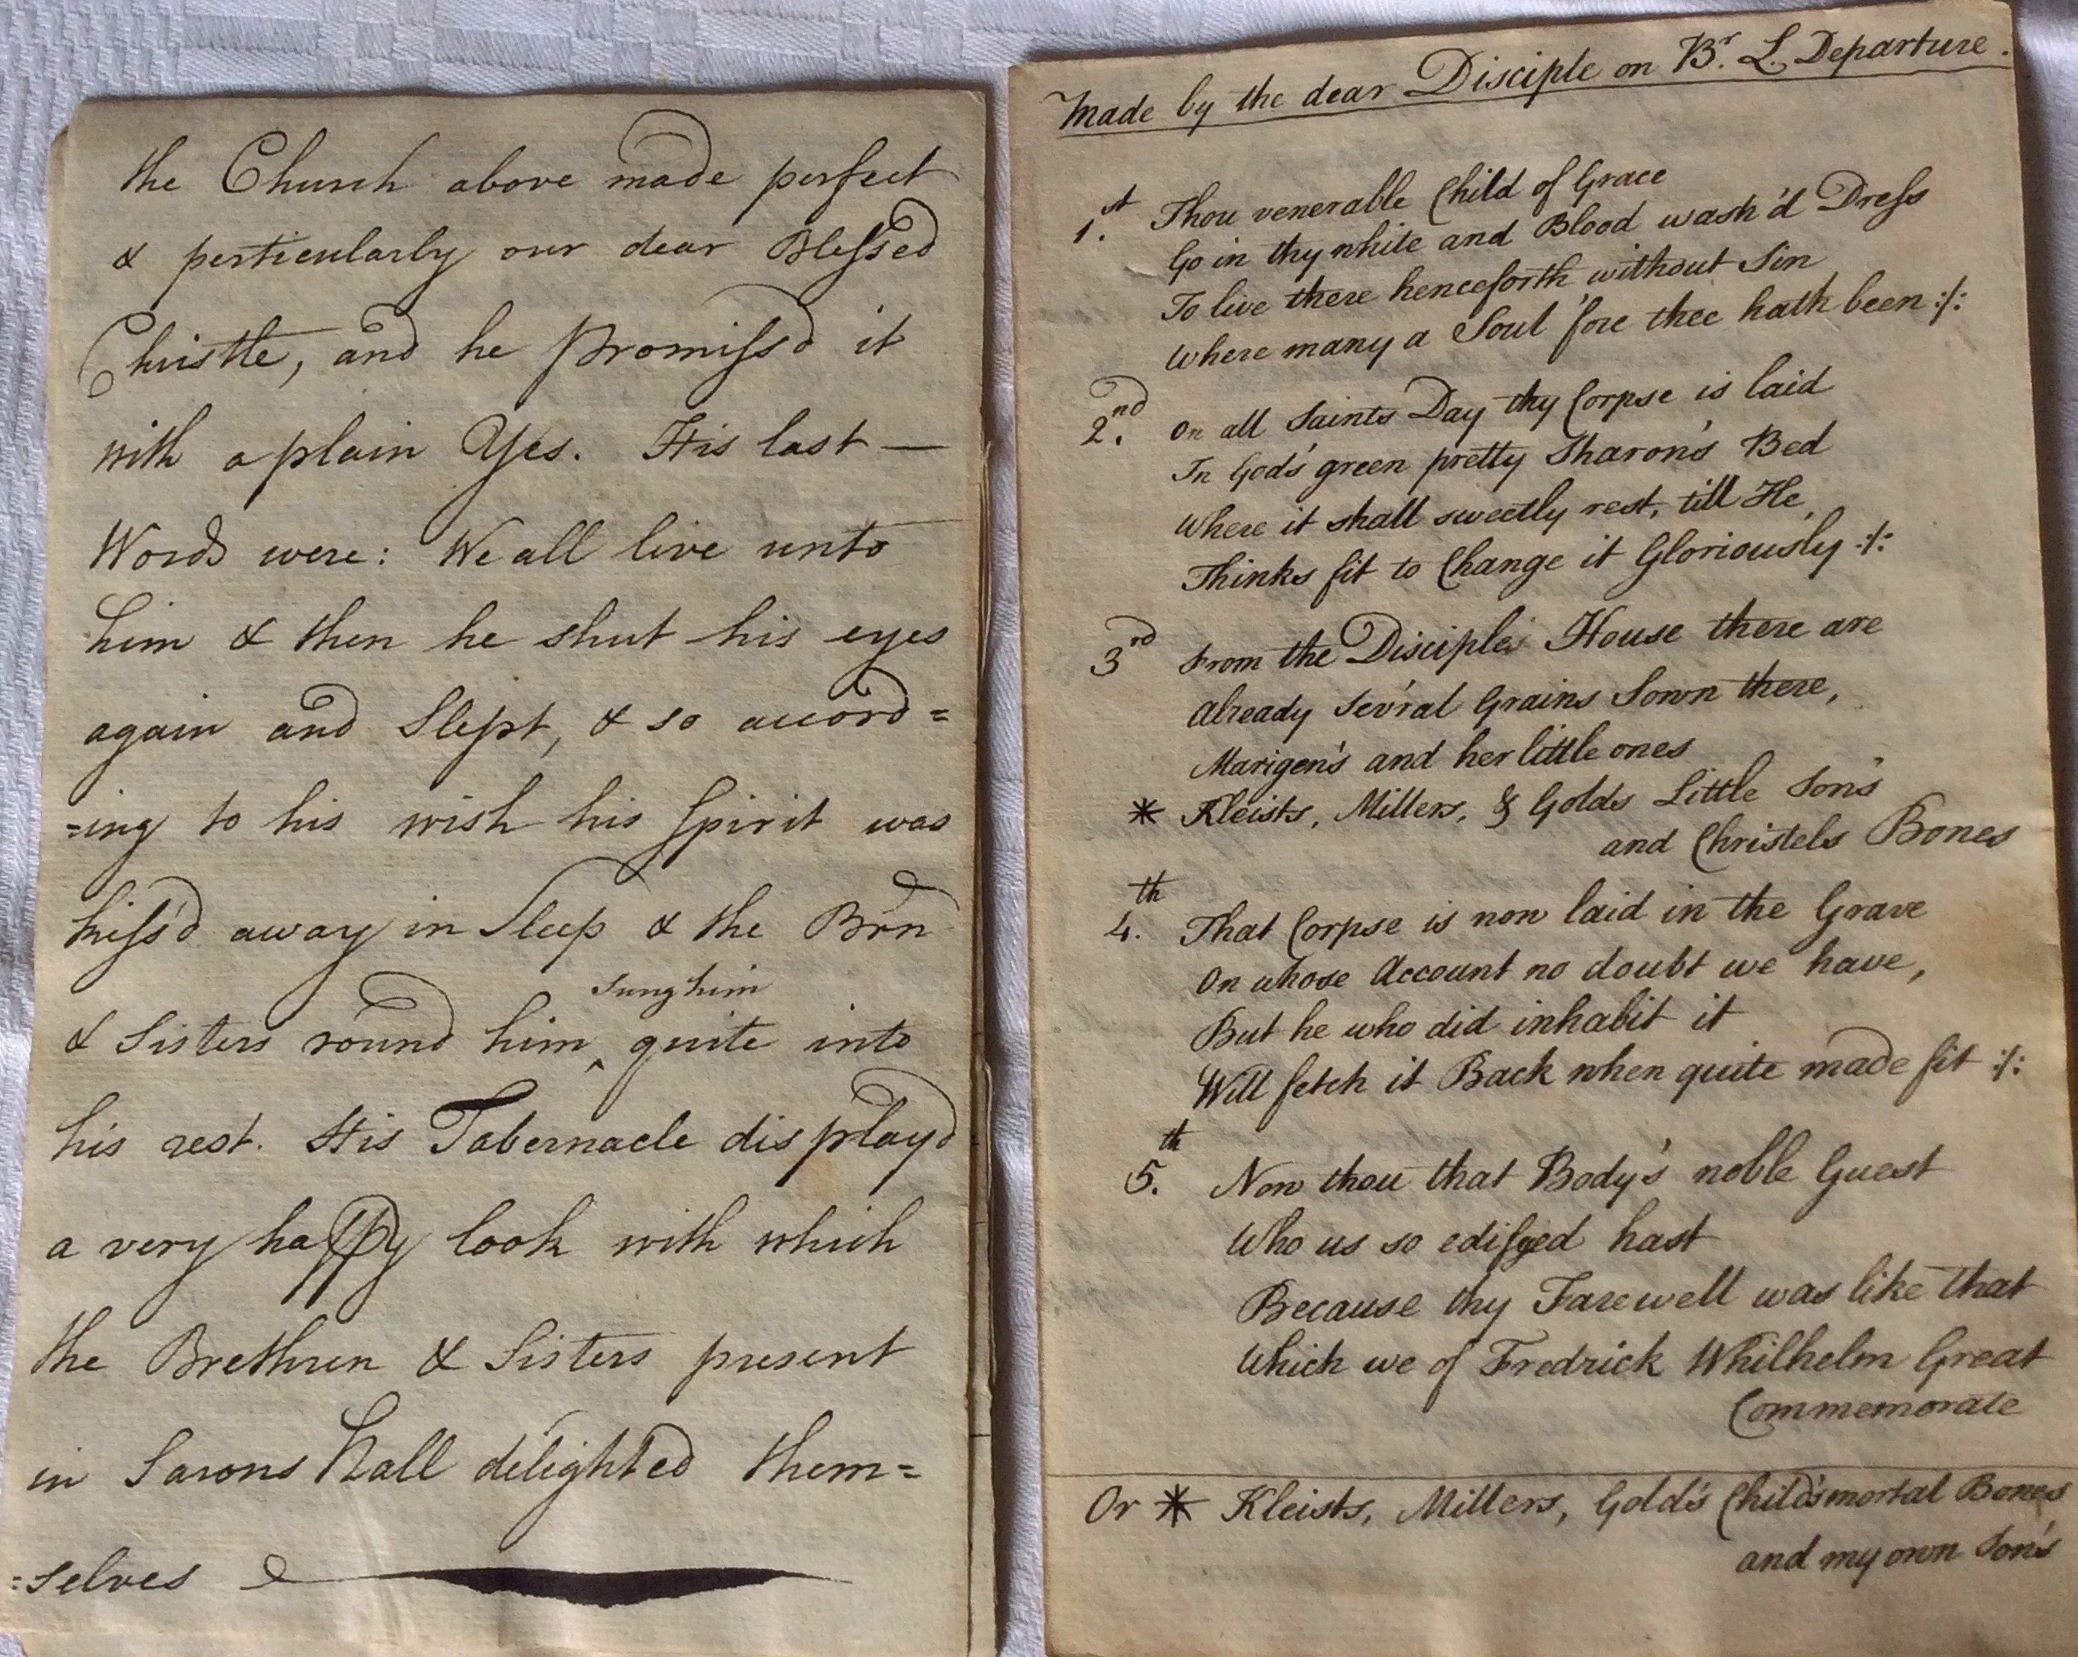 the Church above made perfect
& perticularly our dear Blessed
Christle, and he Promiss'd it
with a plain Yes. His last —
Words were: We all live unto
him & then he shut his eyes
again and Slept, & so accord=
=ing to his wish his Spirit was
kiss'd away in Sleep & the Brn
sung him
& Sisters round him ‸ quite into
his rest. His Tabernacle display'd
a very happy look with which
the Brethren & Sisters present
in Sarons Hall delighted them=
=selves
Made by the dear Disciple on Br. L. Departure.
1.st Thou venerable Child of Grace
Go in thy white and Blood wash'd Dress
To live there henceforth without Sin
Where many a Soul 'fore thee hath been :/:
2.nd On all Saints Day thy Corpse is laid
In God's green pretty Sharon's Bed
Where it shall sweetly rest, till He,
Thinks fit to Change it Gloriously :/:
3rd From the Disciples House there are
Already Sev'ral Grains Sown there,
Marigen's and her little ones
* Kleists, Millers, & Golds Little Son's
and Christels Bones
4.th That Corpse is now laid in the Grave
On whose Account no doubt we have,
But he who did inhabit it
Will fetch it Back when quite made fit :/:
5.th Now thou that Body's noble Guest
Who us so edifyed hast
Because thy Farewell was like that
Which we of Fredrick Whilhelm Great
Commemorate
Or * Kleists, Millers, Gold's Child's mortal Bones
and my own Son's